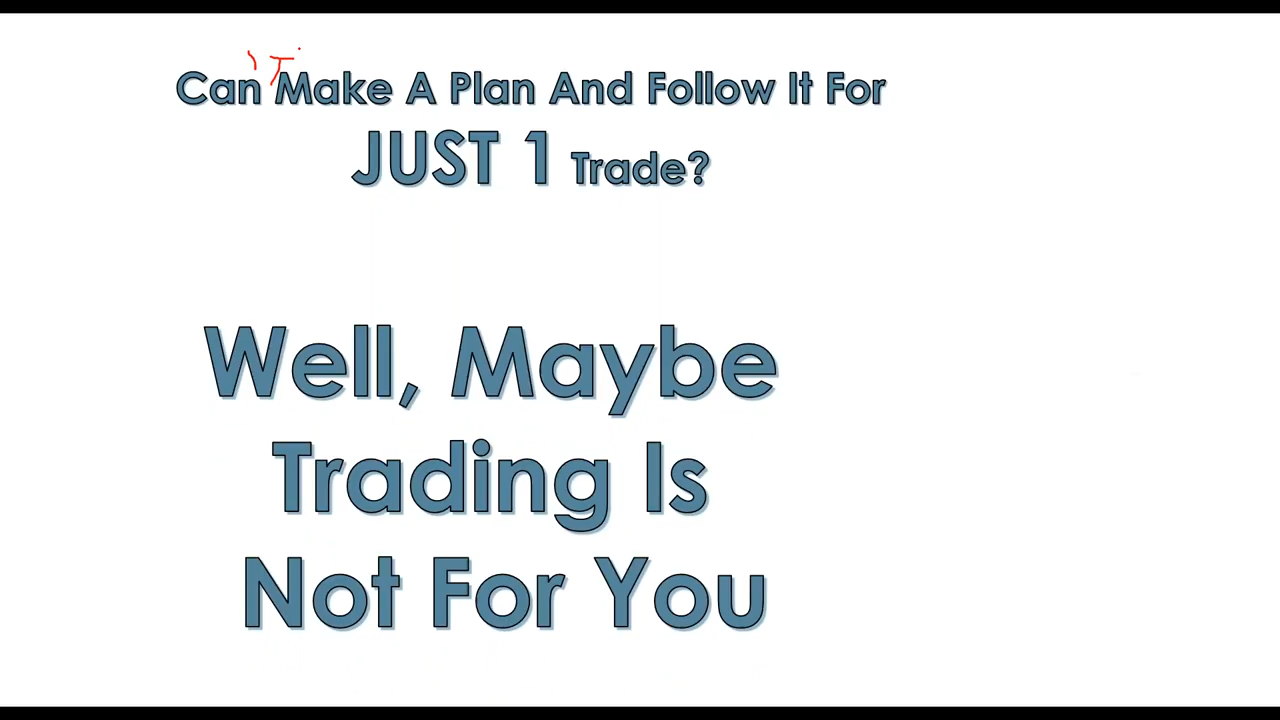 Can'T Make A Plan And Follow It For
JUST 1 Trade?
Well, Maybe
Trading Is
Not For You